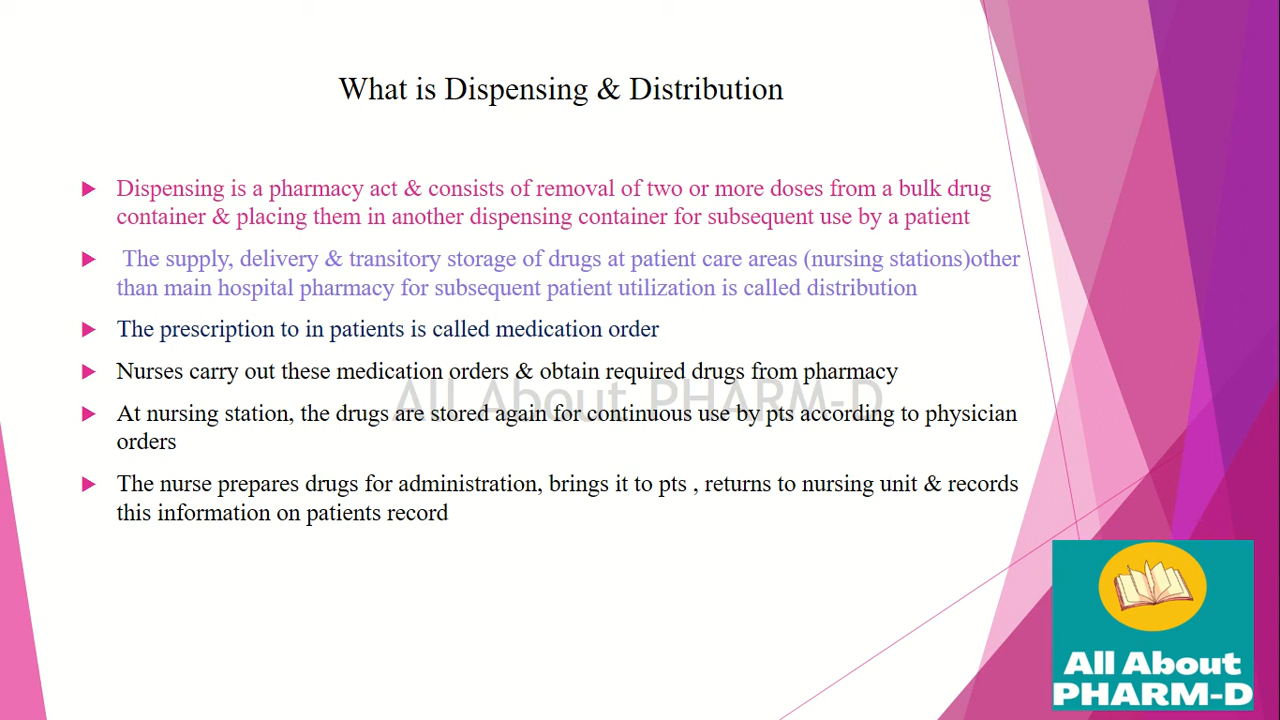 What is Dispensing & Distribution
Dispensing is a pharmacy act & consists of removal of two or more doses from a bulk drug
container & placing them in another dispensing container for subsequent use by a patient
The supply, delivery & transitory storage of drugs at patient care areas (nursing stations)other
than main hospital pharmacy for subsequent patient utilization is called distribution
The prescription to in patients is called medication order
Nurses carry out these medication orders & obtain required drugs from pharmacy
All About PHARM-D
At nursing station, the drugs are stored again for continuous use by pts according to physician
orders
The nurse prepares drugs for administration, brings it to pts , returns to nursing unit & records
this information on patients record
All About
PHARM-D